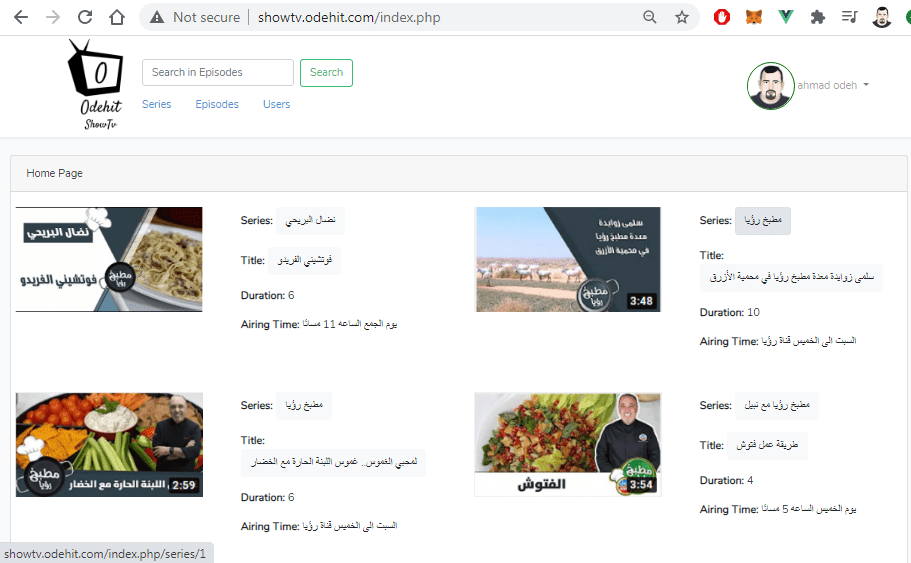 Not secure
showtv.odehit.com/index.php
O
Odehit
ShowTv
Search in Episodes
Search
Series
Episodes
Users
ahmad odeh
Home Page
نضال البريحي
فوتشيني الفريدو
مطبخ رؤيا
Series: نضال البريحي
Title: فوتشيني الفريدو
Duration: 6
Airing Time: يوم الجمع الساعه 11 مسائا
سلمى زوايدة
معدة مطبخ رؤيا
في محمية الأزرق
مطبخ رؤيا
3:48
Series: مطبخ رؤيا
Title:
سلمى زوايدة معدة مطبخ رؤيا في محمية الأزرق
Duration: 10
Airing Time: السبت الى الخميس قناة رؤيا
مطبخ رؤيا
اللبنة الحارة مع الخضار
2:59
Series: مطبخ رؤيا
Title:
لمحبي الغموس.. غموس اللبنة الحارة مع الخضار
Duration: 6
Airing Time: السبت الى الخميس قناة رؤيا
الفتوش
مطبخ رؤيا
3:54
Series: مطبخ رؤيا مع نبيل
Title: طريقة عمل فتوش
Duration: 4
Airing Time: يوم الخميس الساعه 5 مسائا
showtv.odehit.com/index.php/series/1